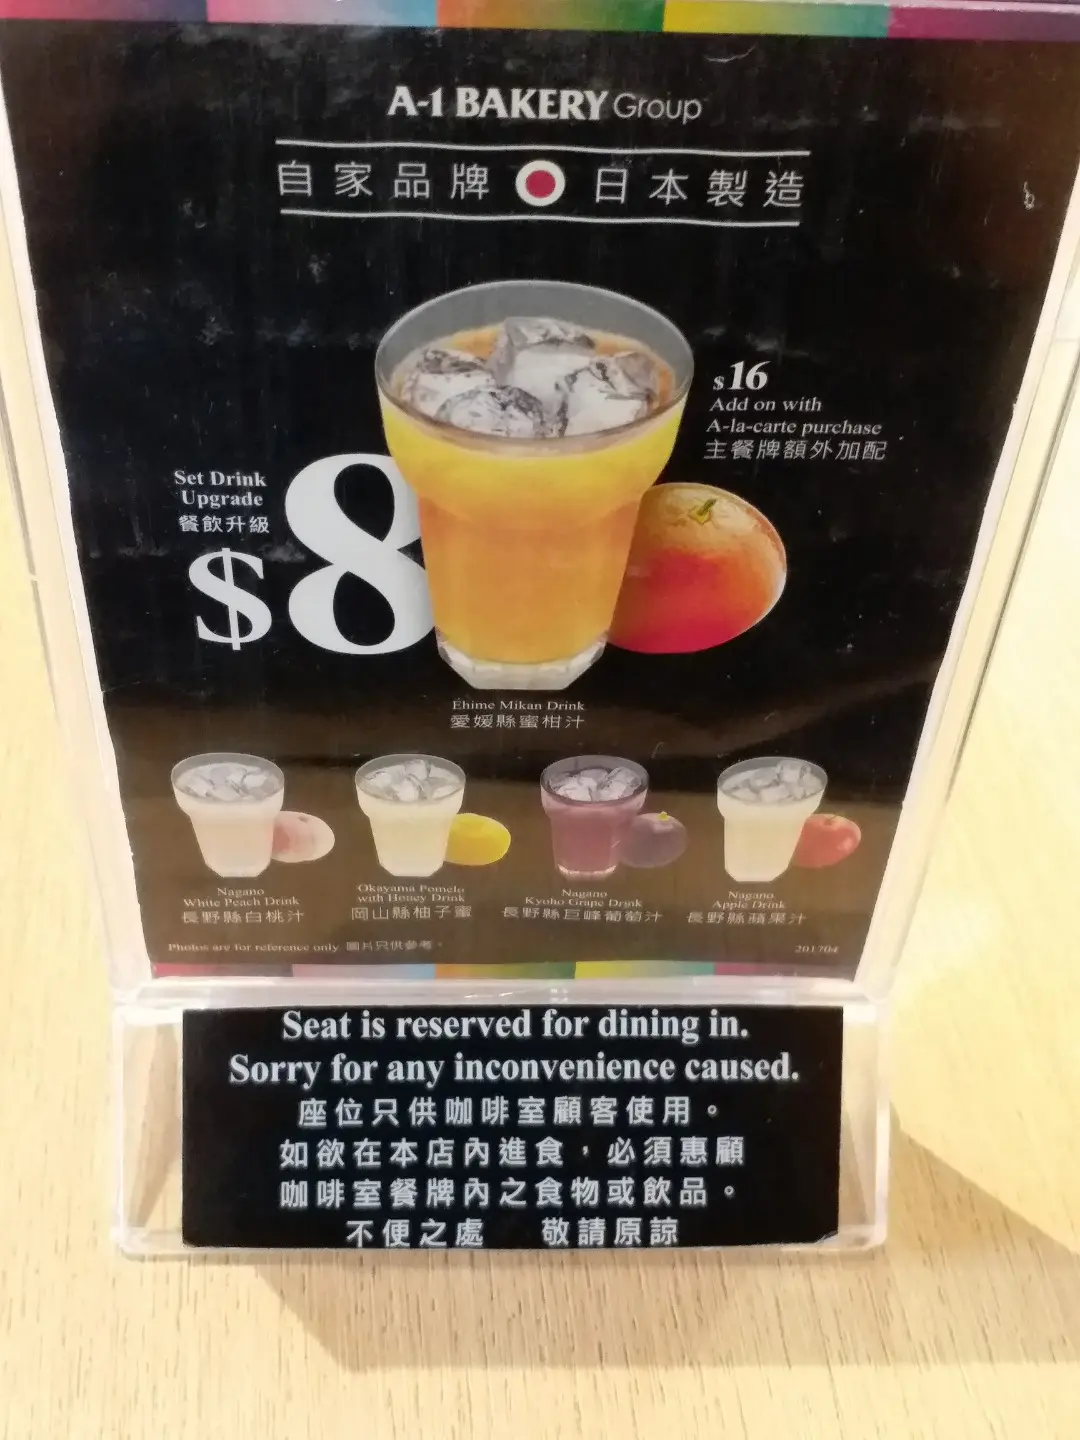 A-1 BAKERY Group
自家品牌 日本製造
$16
Add on with
A-la-carte purchase
主餐牌額外加配
Set Drink
Upgrade
餐飲升級
$8
Ehime Mikan Drink
愛媛縣蜜柑汁
Nagano
White Peach Drink
長野縣白桃汁
Okayama Pomelo
with Honey Drink
岡山縣柚子蜜
Nagano
Kyoho Grape Drink
長野縣巨峰葡萄汁
Nagano
Apple Drink
長野縣蘋果汁
Photos are for reference only 圖片只供參考。
201704
Seat is reserved for dining in.
Sorry for any inconvenience caused.
座位只供咖啡室顧客使用。
如欲在本店內進食，必須惠顧
咖啡室餐牌內之食物或飲品。
不便之處 敬請原諒